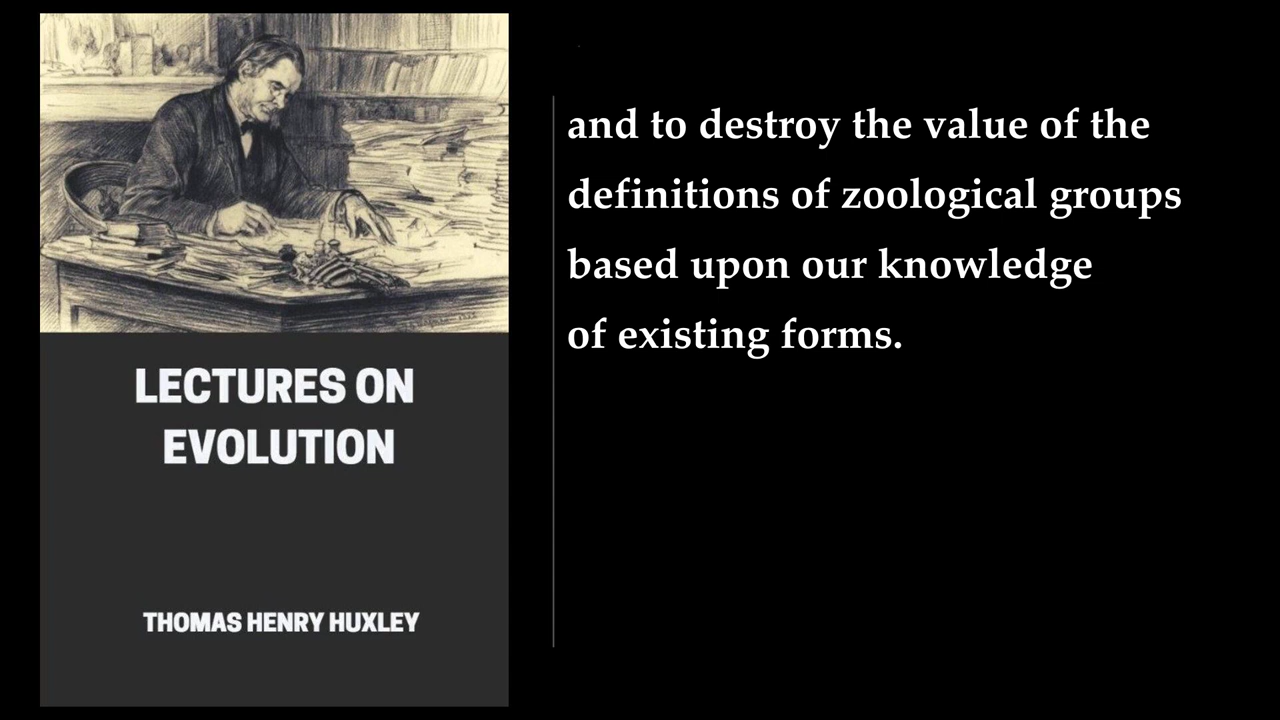 LECTURES ON
EVOLUTION
THOMAS HENRY HUXLEY
and to destroy the value of the
definitions of zoological groups
based upon our knowledge
of existing forms.